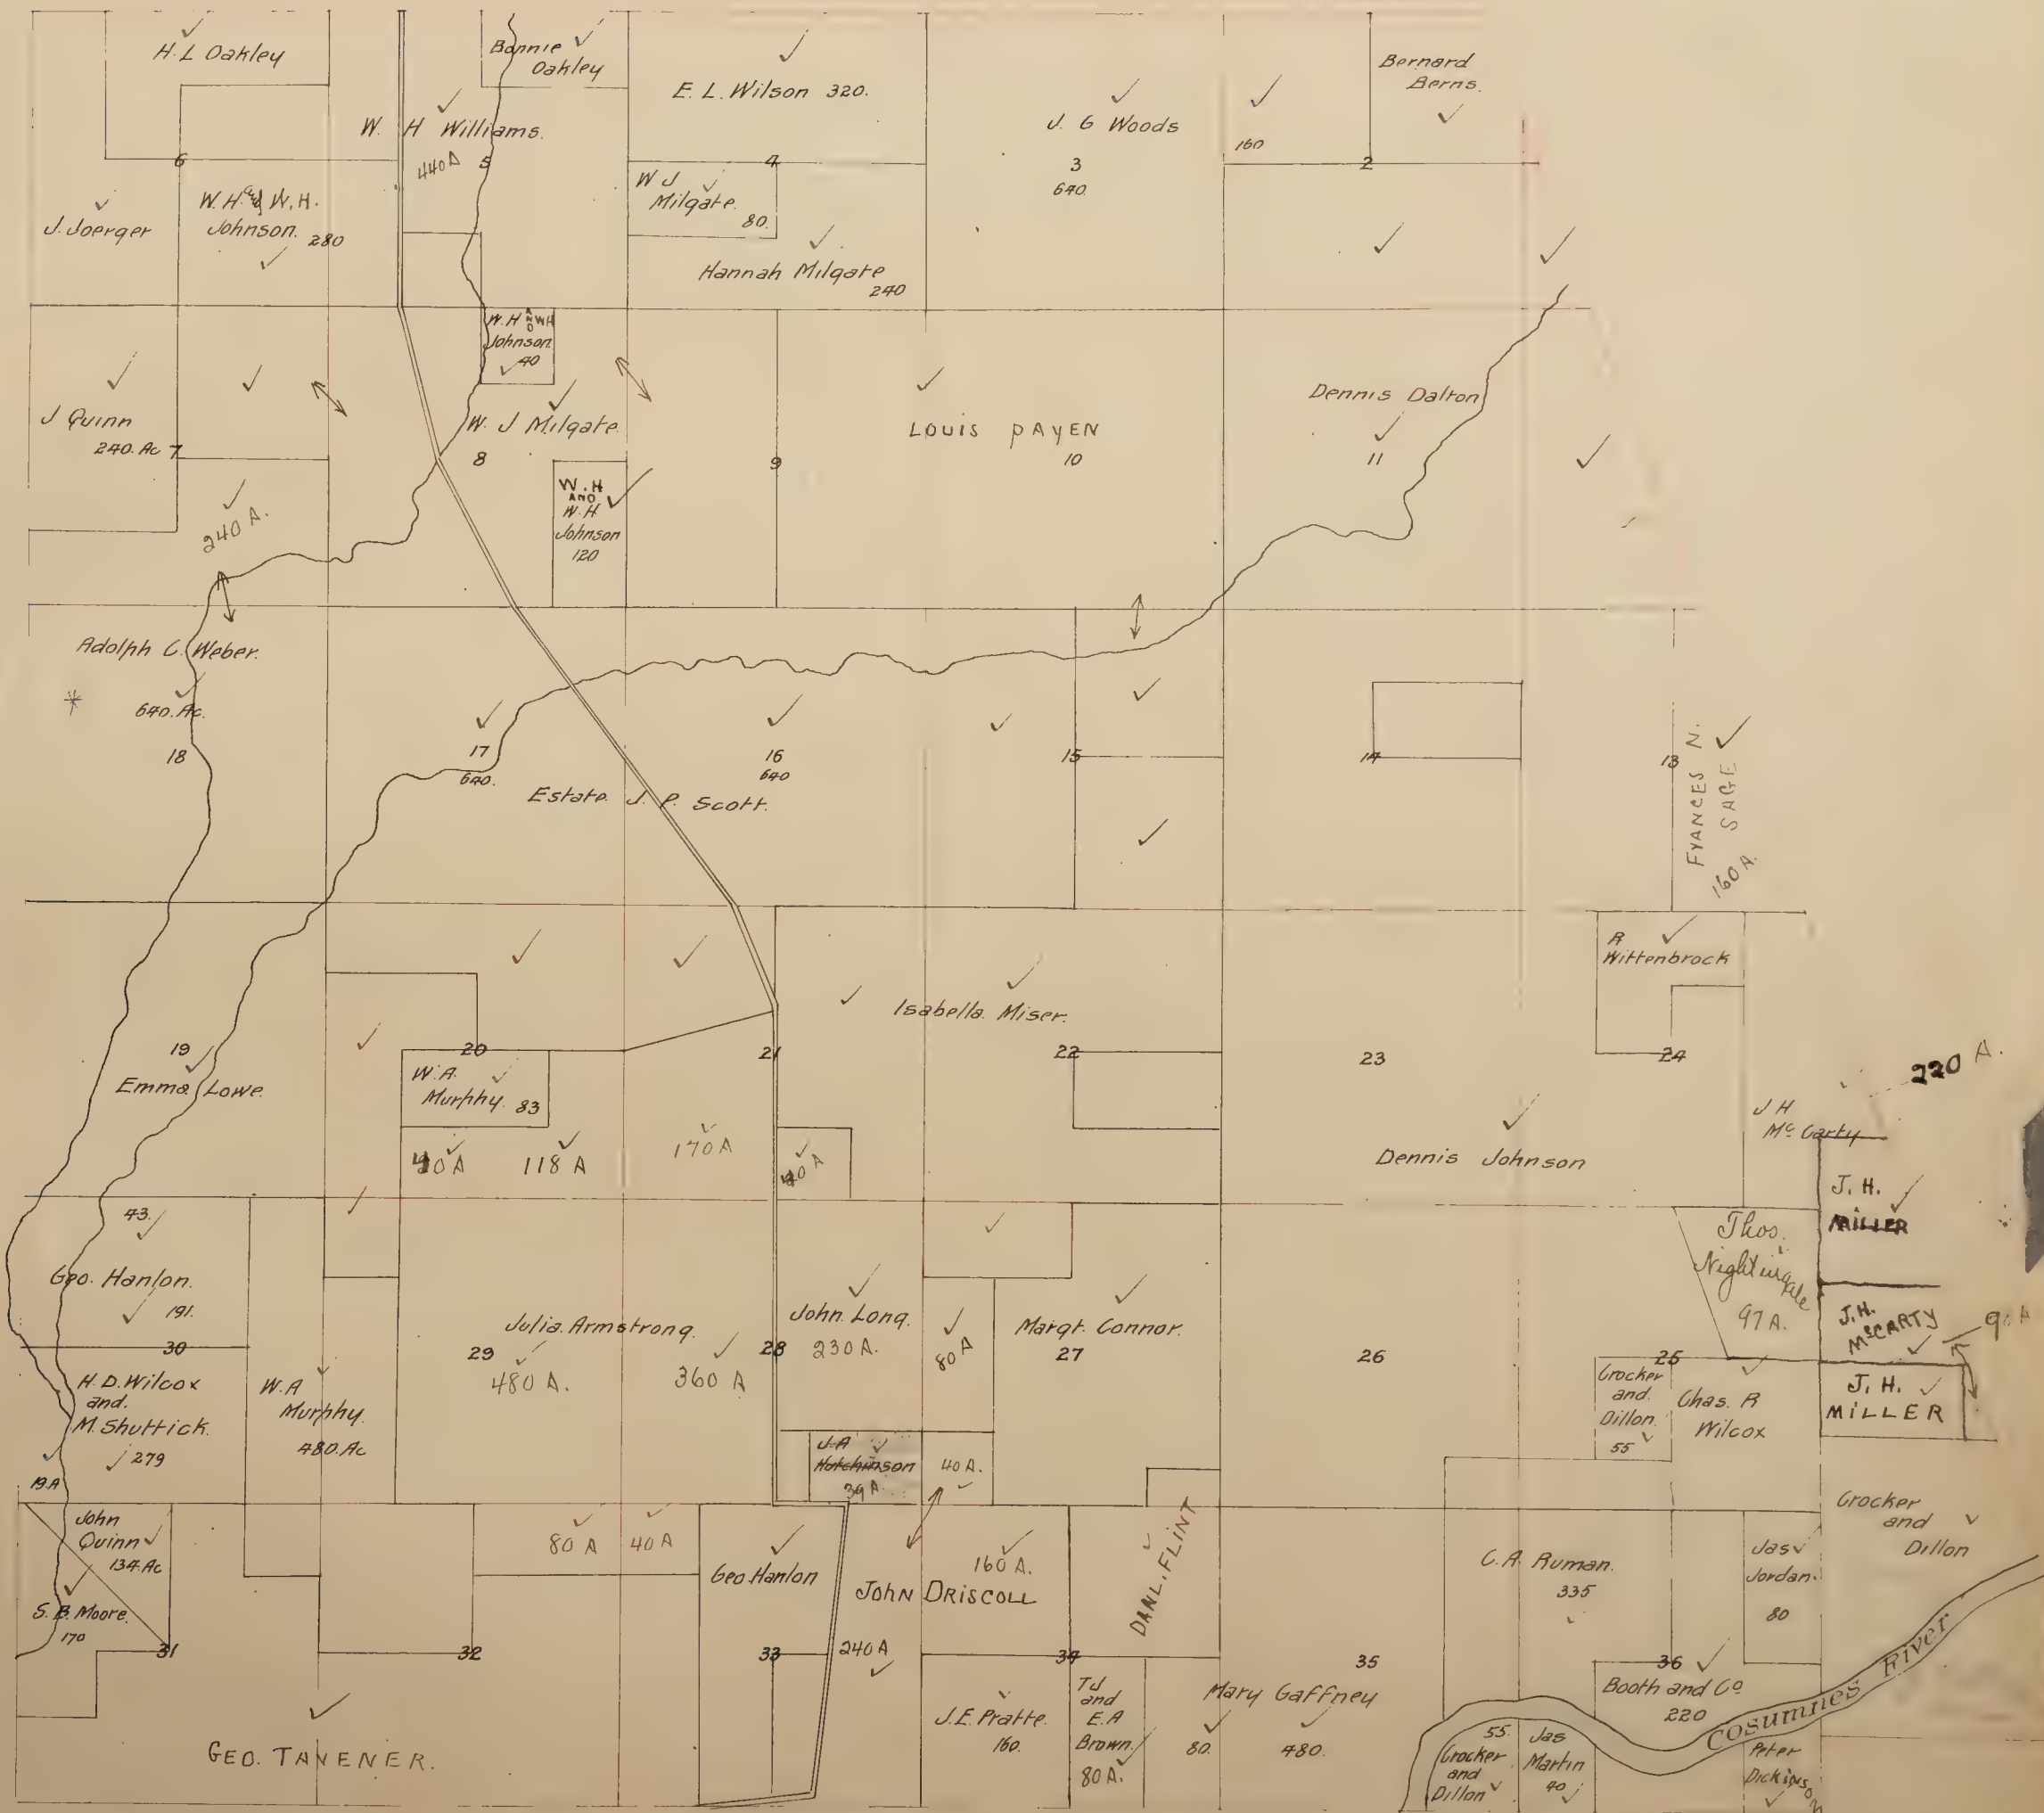 H. L Oakley
Bonnie
Oakley
E. L. Wilson 320.
J. G Woods
3
640
160
Bernard
Berns.
2
W. H Williams.
440A
5
6
4
J. Joerger
W. H. & W. H.
Johnson. 280
W J
Milgate.
80.
Hannah Milgate
240
J Quinn
240. Ac 7
240 A.
W. H AND WH
Johnson
40
W. J Milgate.
8
W. H
AND
W. H
Johnson
120
9
LOUIS PAYEN
10
Dennis Dalton
11
Adolph C. Weber.
640. Ac.
18
17
640.
16
640
Estate J. P. Scott.
15
14
13
FRANCES N.
SAGE
160 A.
R
Wittenbrock
19
Emma Lowe.
20
W. A.
Murphy. 83
40 A
118 A
170 A
21
40 A
Isabella. Miser.
22
23
24
Dennis Johnson
220 A.
J H
Mc Carty
J. H.
MILLER
43.
Geo. Hanlon.
191.
30
H. D. Wilcox
and.
M. Shuttick.
279
19.A
W. A
Murphy.
480. Ac
Julia. Armstrong.
29
480 A.
360 A
28
John. Long.
230 A.
80 A
Margt. Connor.
27
26
Thos.
Nightingale
97 A.
J. H.
McCARTY
25
Crocker
and.
Dillon.
55
Chas. R
Wilcox
J. H.
MILLER
J. A
Hutchinson
39 A.
40 A.
John
Quinn
134. Ac
S. B. Moore.
170
31
80 A
40 A
32
Geo. Hanlon
33
JOHN DRISCOLL
160 A.
240 A
34
DANL. FLINT
C. A. Ruman.
335
Jas
Jordan.
80
Crocker
and
Dillon
GEO. TAVENER.
J. E. Pratte.
160.
TJ
and
E. A
Brown.
80 A.
35
Mary Gaffney
80.
480.
36
Booth and Co
220
Cosumnes River
55.
Crocker
and
Dillon
Jas
Martin
40
Peter
Dickinson